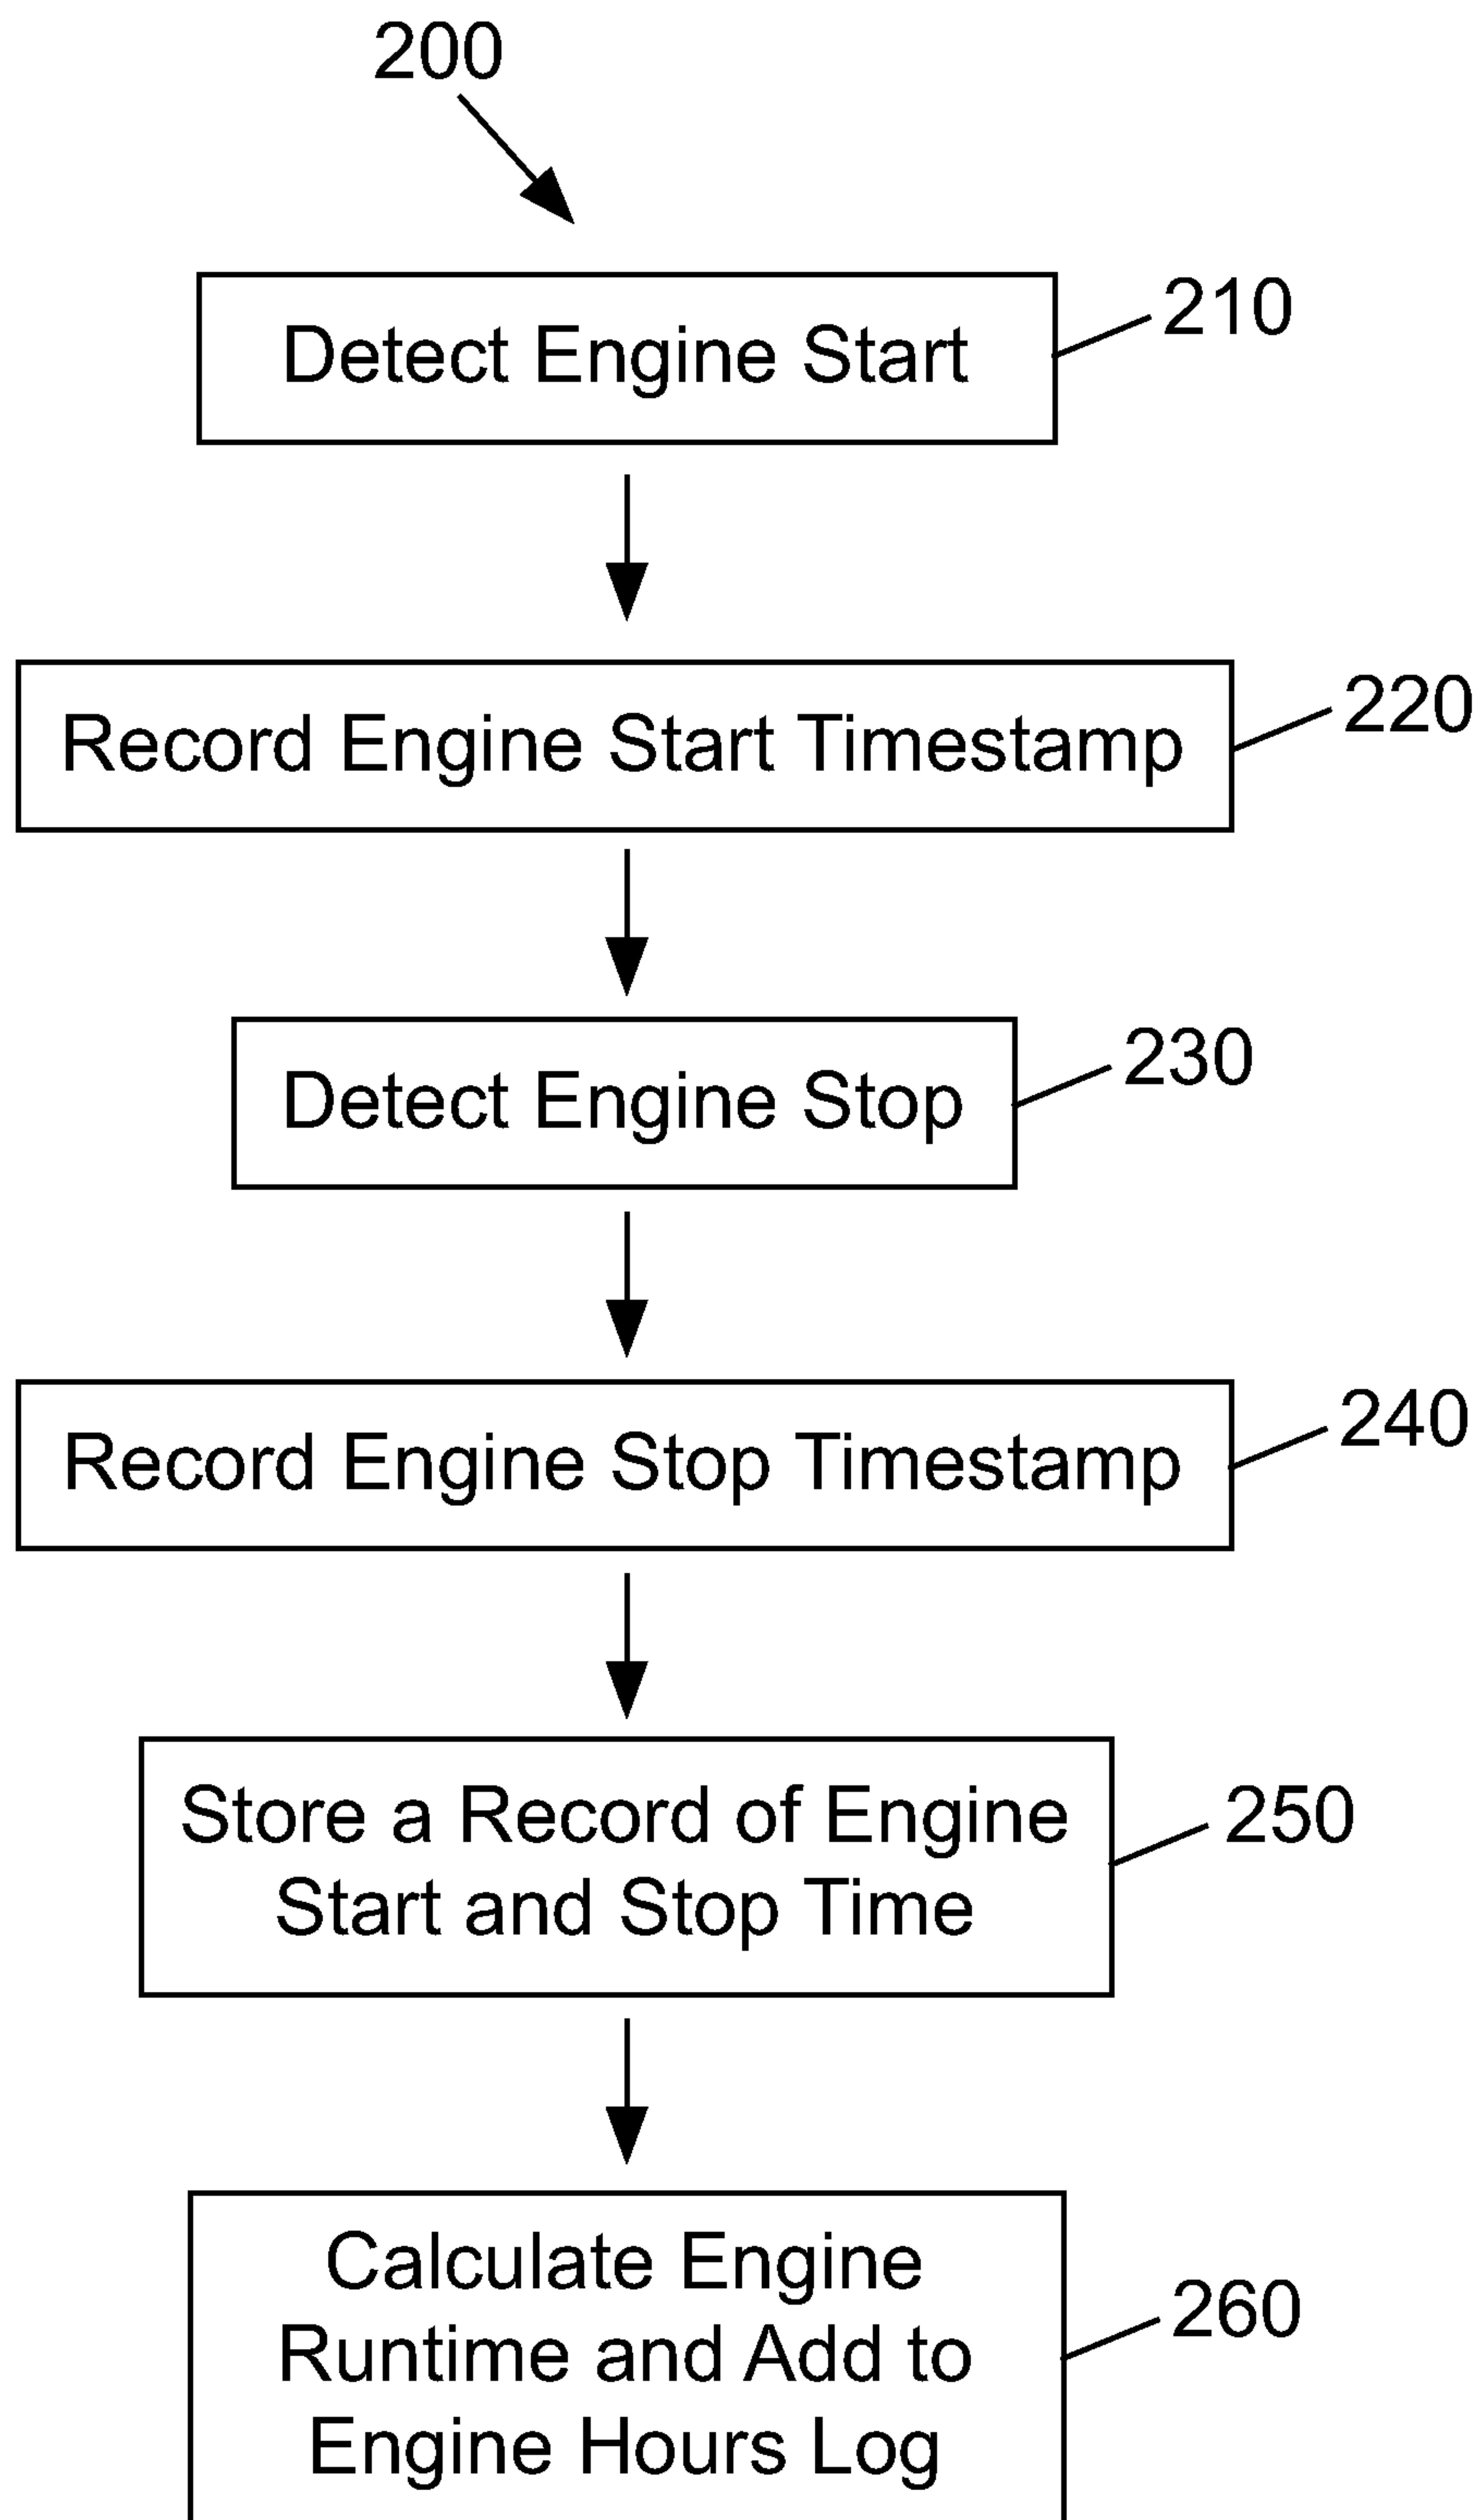 200
Detect Engine Start
210
Record Engine Start Timestamp
220
Detect Engine Stop
230
Record Engine Stop Timestamp
240
Store a Record of Engine
Start and Stop Time
250
Calculate Engine
Runtime and Add to
Engine Hours Log
260